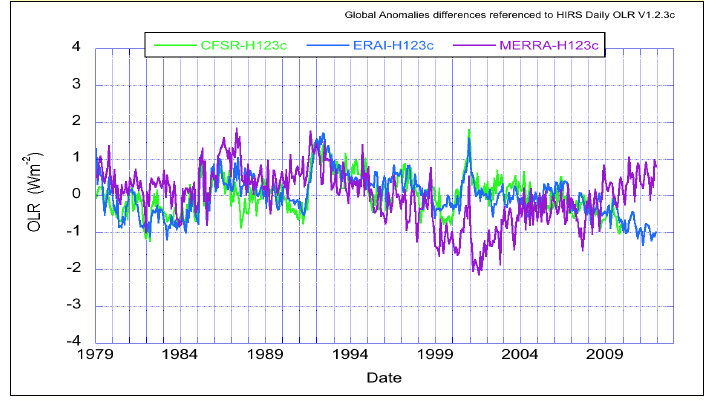 Global Anomalies differences referenced to HIRS Daily OLR V1.2.3c
CFSR-H123c ERAI-H123c MERRA-H123c
4
3
2
1
0
-1
-2
-3
-4
OLR (Wm-2)
1979 1984 1989 1994 1999 2004 2009
Date